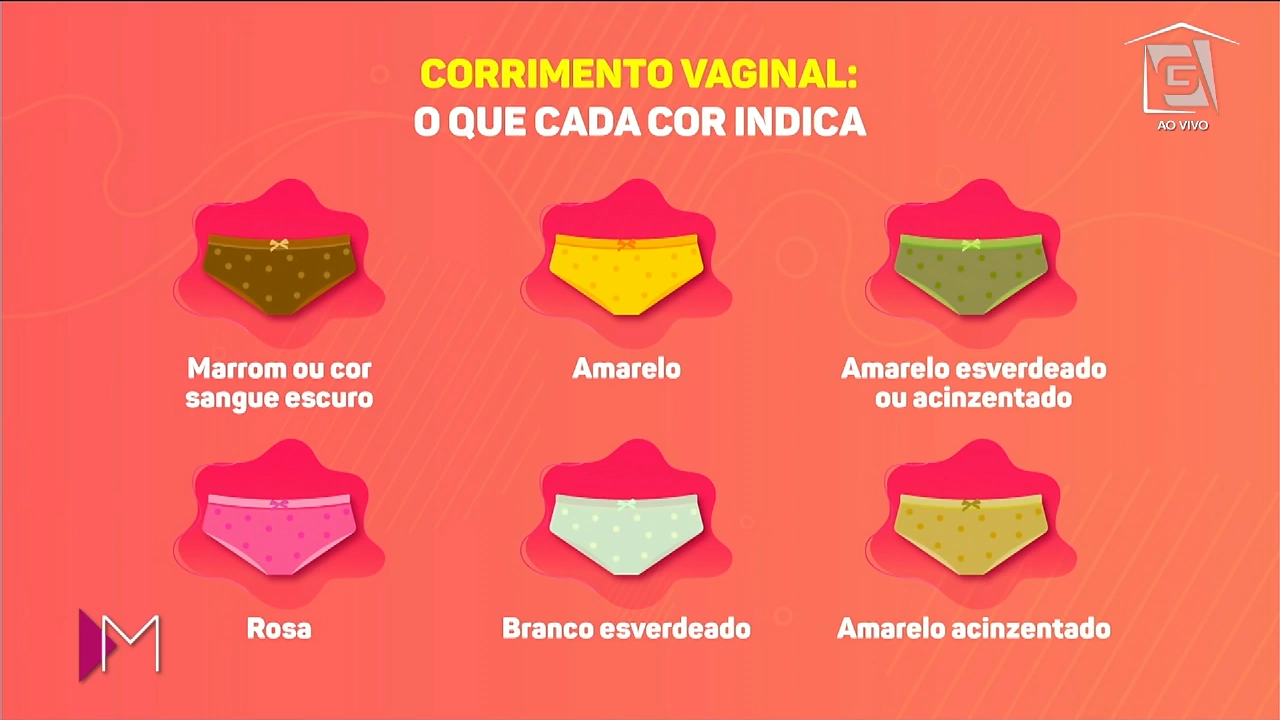 CORRIMENTO VAGINAL:
O QUE CADA COR INDICA
G
AO VIVO
Marrom ou cor
sangue escuro
Amarelo
Amarelo esverdeado
ou acinzentado
Rosa
Branco esverdeado
Amarelo acinzentado
M